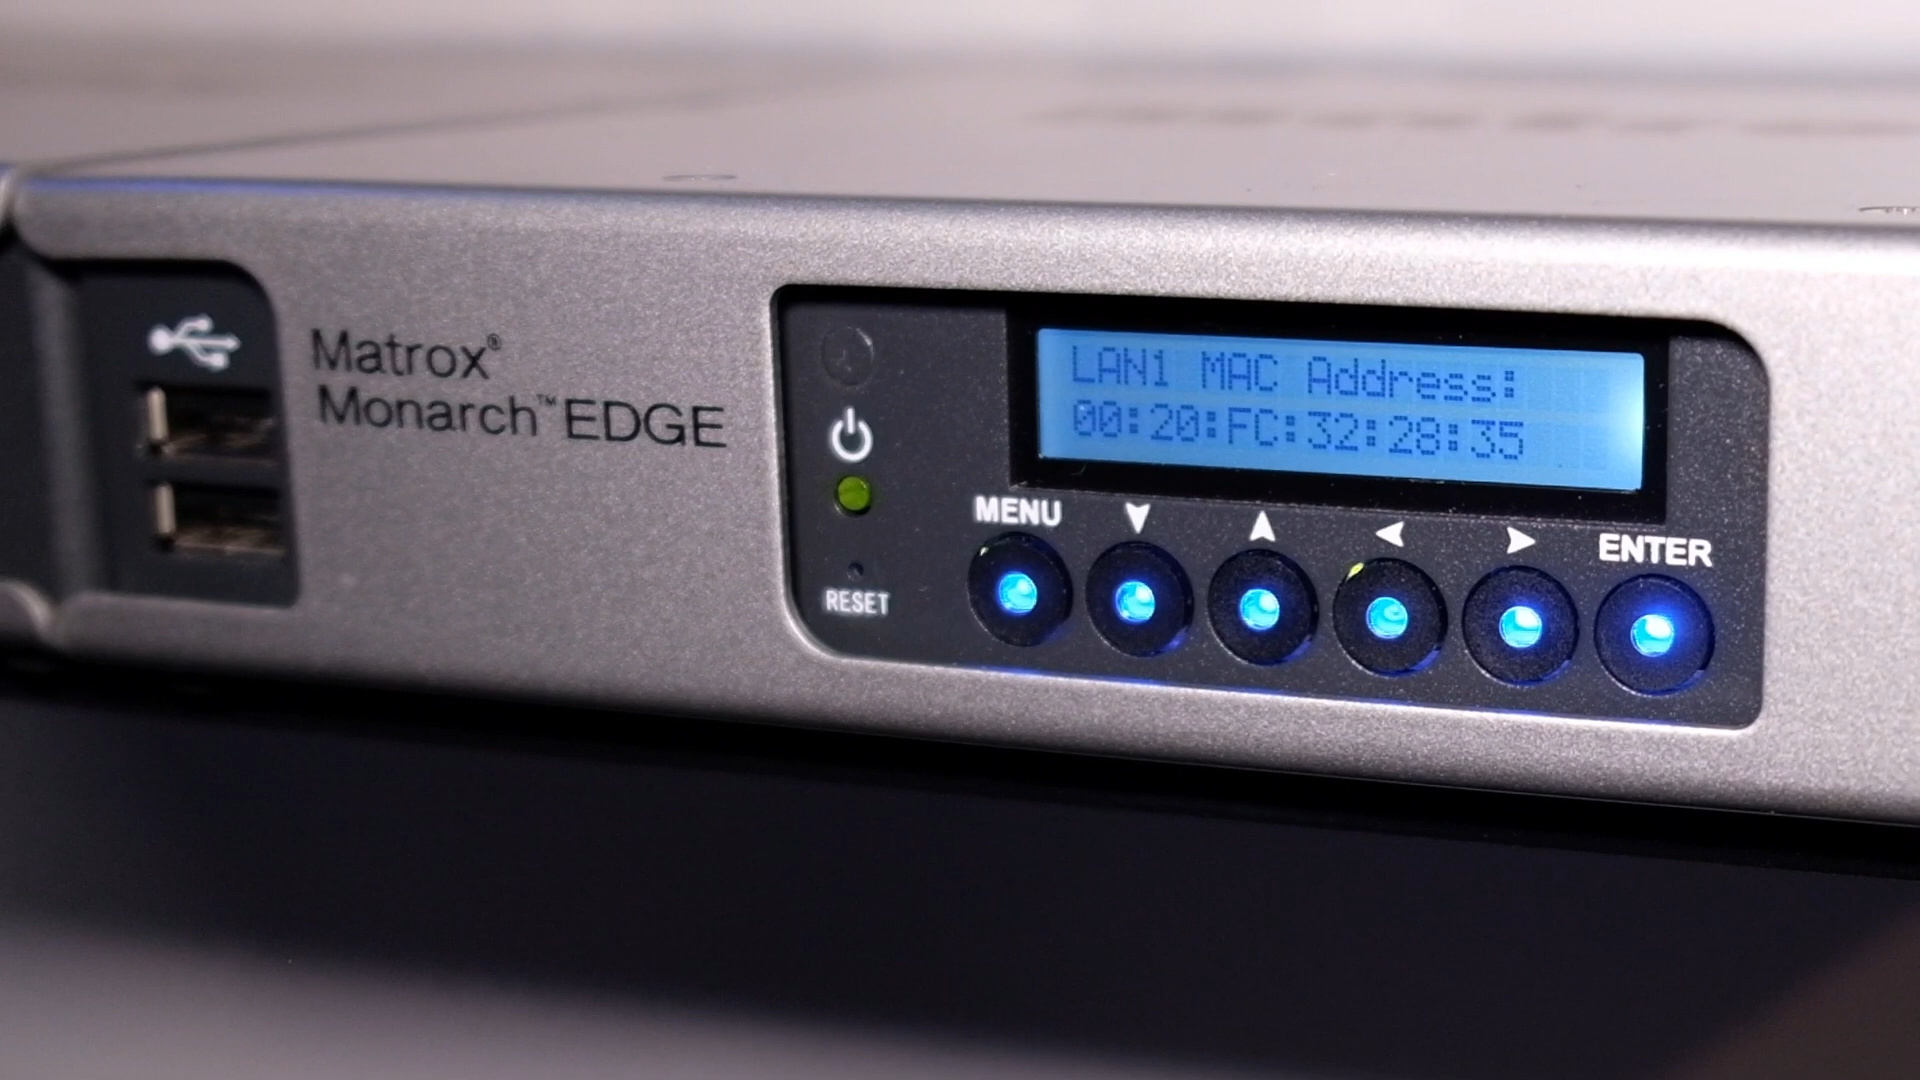 Matrox®
Monarch™ EDGE
LAN1 MAC Address:
00:20:FC:32:28:35
MENU
ENTER
RESET